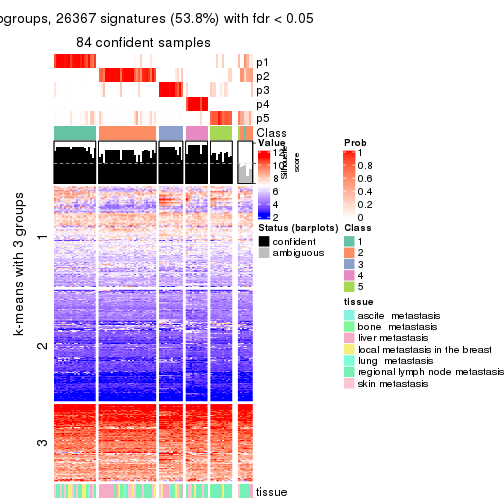 ogroups, 26367 signatures (53.8%) with fdr < 0.05
84 confident samples
p1
p2
p3
p4
p5
Class
Silhouette
score
k-means with 3 groups
1
2
3
tissue
Value
12
10
8
6
4
2
Status (barplots)
confident
ambiguous
Prob
1
0.8
0.6
0.4
0.2
0
Class
1
2
3
4
5
tissue
ascile metastasis
bone metastasis
liver metastasis
local metastasis in the breast
lung metastasis
regional lymph node metastasis
skin metastasis